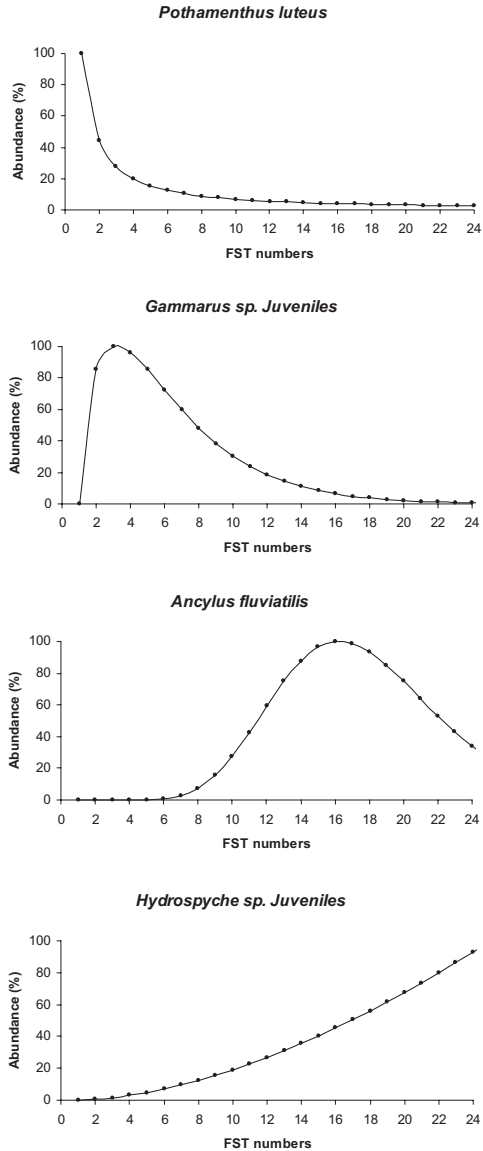 Pothamenthus luteus
100
80
60
40
20
0
Abundance (%)
0 2 4 6 8 10 12 14 16 18 20 22 24
FST numbers
Gammarus sp. Juveniles
100
80
60
40
20
0
Abundance (%)
0 2 4 6 8 10 12 14 16 18 20 22 24
FST numbers
Ancylus fluviatilis
100
80
60
40
20
0
Abundance (%)
0 2 4 6 8 10 12 14 16 18 20 22 24
FST numbers
Hydrospyche sp. Juveniles
100
80
60
40
20
0
Abundance (%)
0 2 4 6 8 10 12 14 16 18 20 22 24
FST numbers